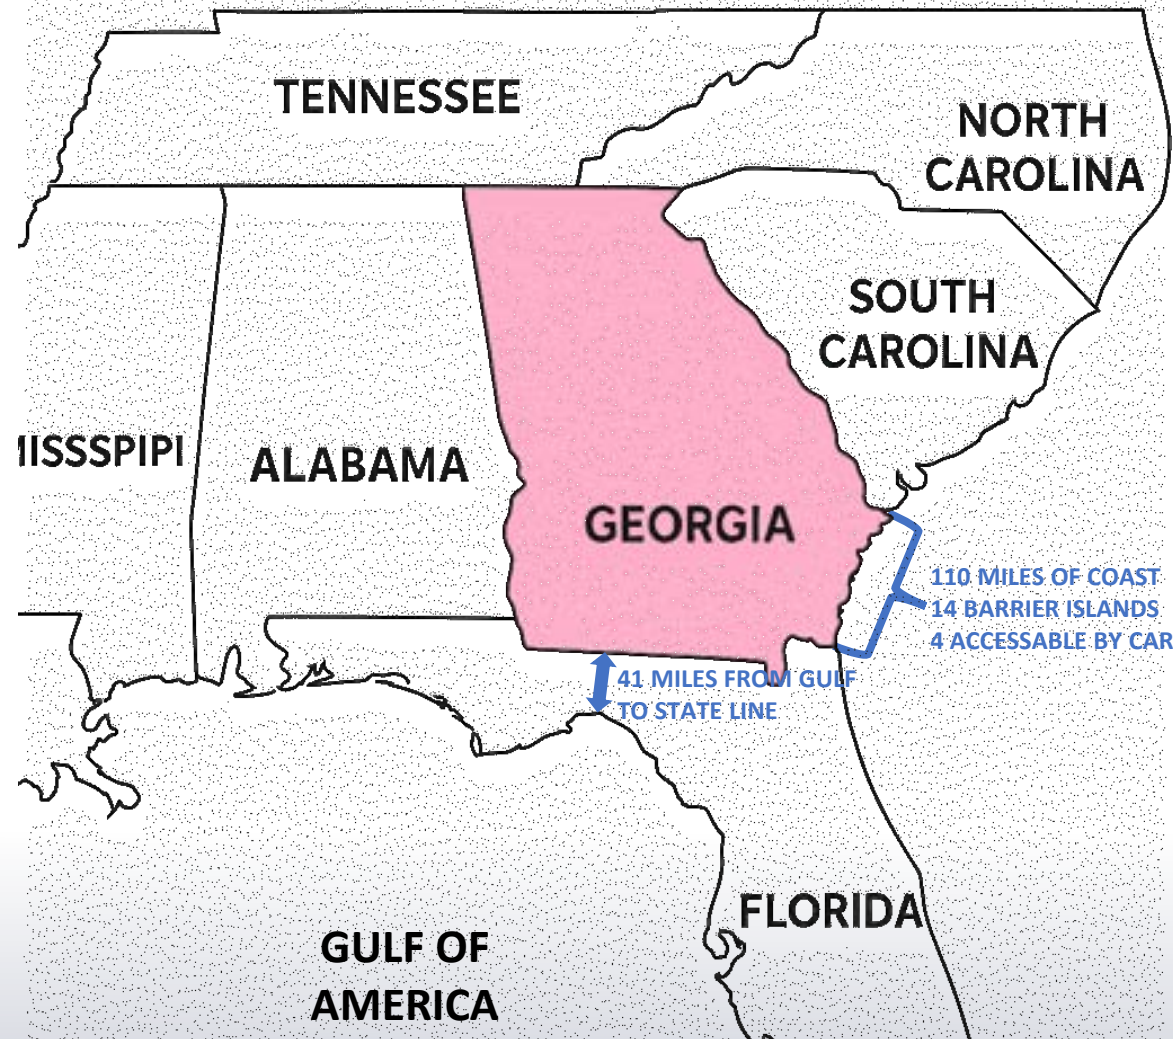 TENNESSEE
NORTH
CAROLINA
SOUTH
CAROLINA
IISSSPIPI
ALABAMA
GEORGIA
110 MILES OF COAST
14 BARRIER ISLANDS
4 ACCESSABLE BY CAR
41 MILES FROM GULF
TO STATE LINE
FLORIDA
GULF OF
AMERICA